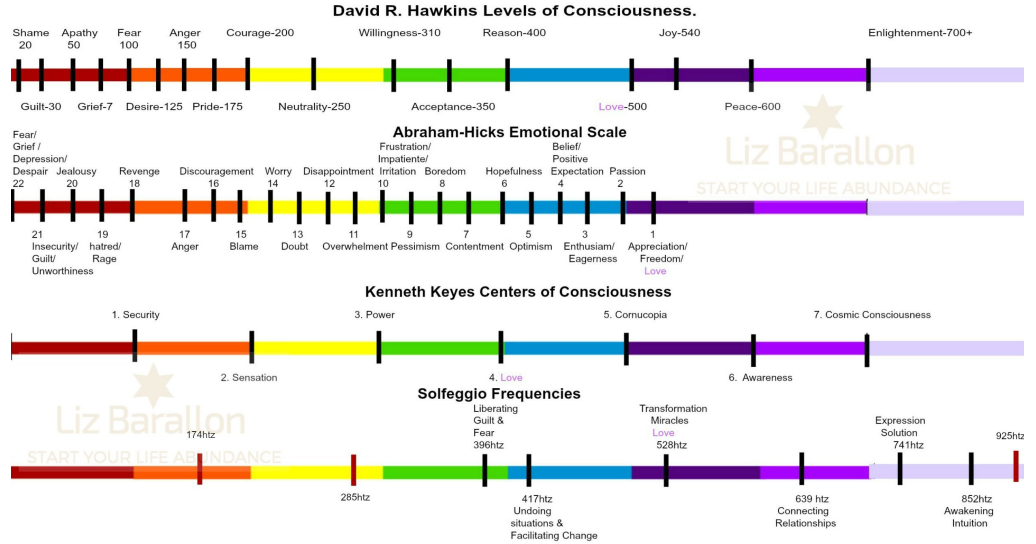 David R. Hawkins Levels of Consciousness.
Shame Apathy Fear Anger Courage-200 Willingness-310 Reason-400 Joy-540 Enlightenment-700+
20 50 100 150
Guilt-30 Grief-7 Desire-125 Pride-175 Neutrality-250 Acceptance-350 Love-500 Peace-600
Liz Barallon
START YOUR LIFE ABUNDANCE
Abraham-Hicks Emotional Scale
Fear/ Frustration/ Belief/
Grief / Impatiente/ Positive
Depression/
Despair Jealousy Revenge Discouragement Worry Disappointment Irritation Boredom Hopefulness Expectation Passion
22 20 18 16 14 12 10 8 6 4 2
21 19 17 15 13 11 9 7 5 3 1
Insecurity/ hatred/ Anger Blame Doubt Overwhelment Pessimism Contentment Optimism Enthusiam/ Appreciation/
Guilt/ Rage Eagerness Freedom/
Unworthiness Love
Kenneth Keyes Centers of Consciousness
1. Security 3. Power 5. Cornucopia 7. Cosmic Consciousness
2. Sensation 4. Love 6. Awareness
Liz Barallon
START YOUR LIFE ABUNDANCE
Solfeggio Frequencies
Liberating Transformation Expression
Guilt & Miracles Solution
Fear Love
174htz 396htz 528htz 741htz 925htz
285htz 417htz 639 htz 852htz
Undoing Connecting Awakening
situations & Relationships Intuition
Facilitating Change